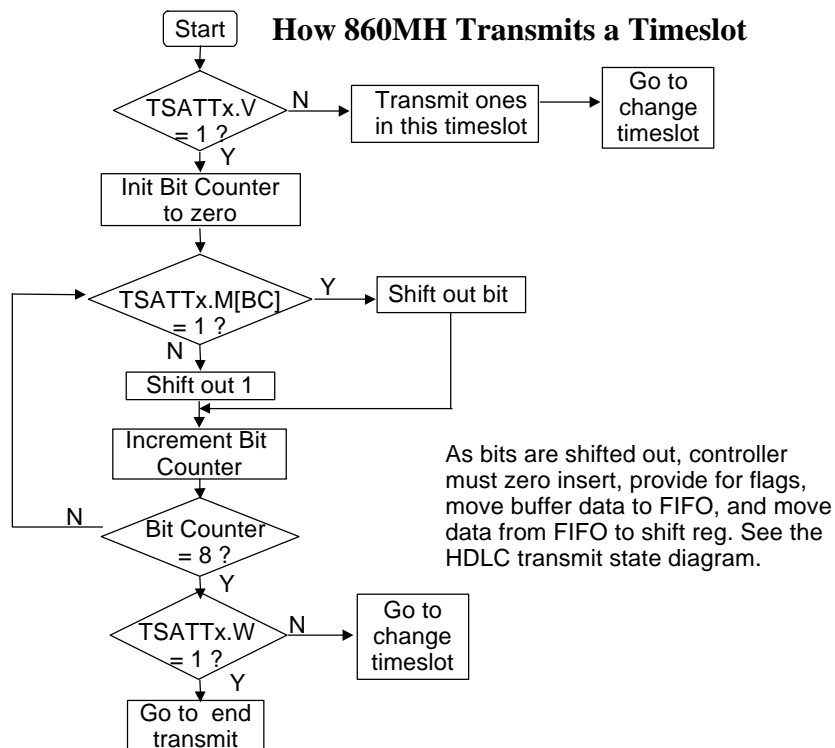 Start
How 860MH Transmits a Timeslot
TSATTx.V
= 1 ?
N
Transmit ones
in this timeslot
Go to
change
timeslot
Y
Init Bit Counter
to zero
TSATTx.M[BC]
= 1 ?
Y
Shift out bit
N
Shift out 1
Increment Bit
Counter
As bits are shifted out, controller
must zero insert, provide for flags,
move buffer data to FIFO, and move
data from FIFO to shift reg. See the
HDLC transmit state diagram.
N
Bit Counter
= 8 ?
Y
TSATTx.W
= 1 ?
N
Go to
change
timeslot
Y
Go to end
transmit